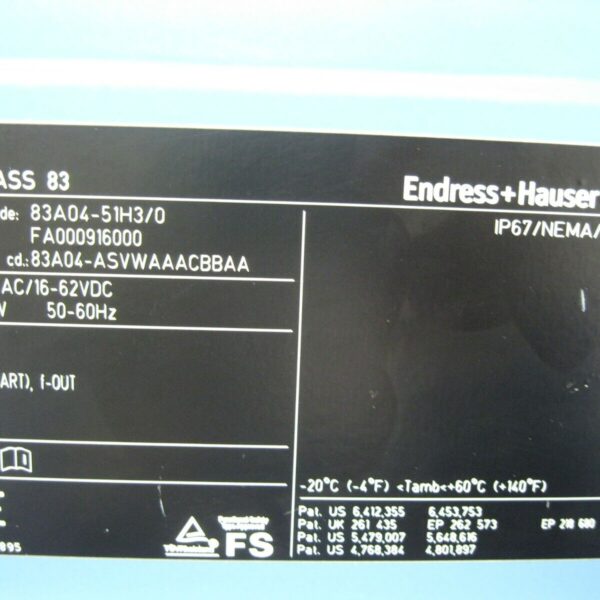 ASS 83
Endress+Hauser
de: 83A04-51H3/0
FA000916000
cd.: 83A04-ASVWAAACBBAA
IP67/NEMA/
AC/16-62VDC
W 50-60Hz
ART), f-OUT
-20°C (-4°F) <Tamb<+60°C (+140°F)
Pat. US 6,412,355 6,453,753
Pat. UK 261 435 EP 262 573 EP 218 680
Pat. US 5,479,007 5,648,616
Pat. US 4,768,384 4,801,897
895
FS